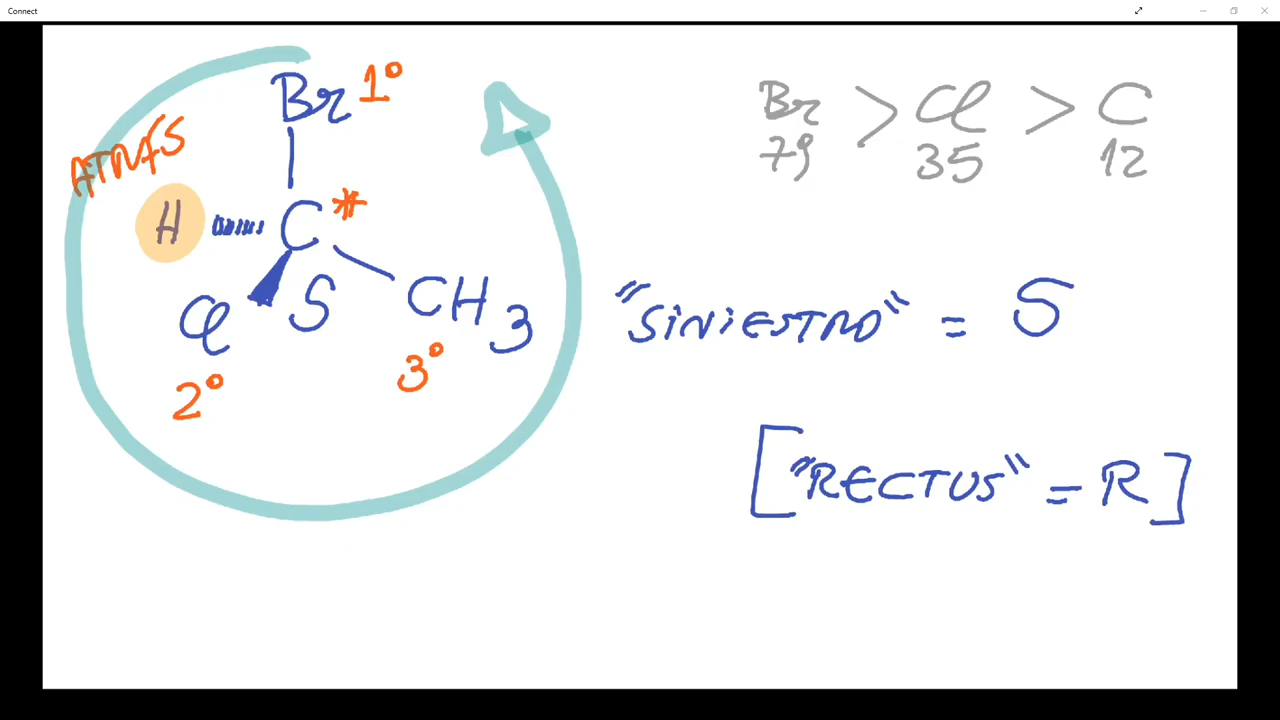 Connect
Br 1°
ATRÁS
H C *
Cl S CH3
2° 3°
Br > Cl > C
79 35 12
"SINIESTRO" = S
["RECTUS" = R]